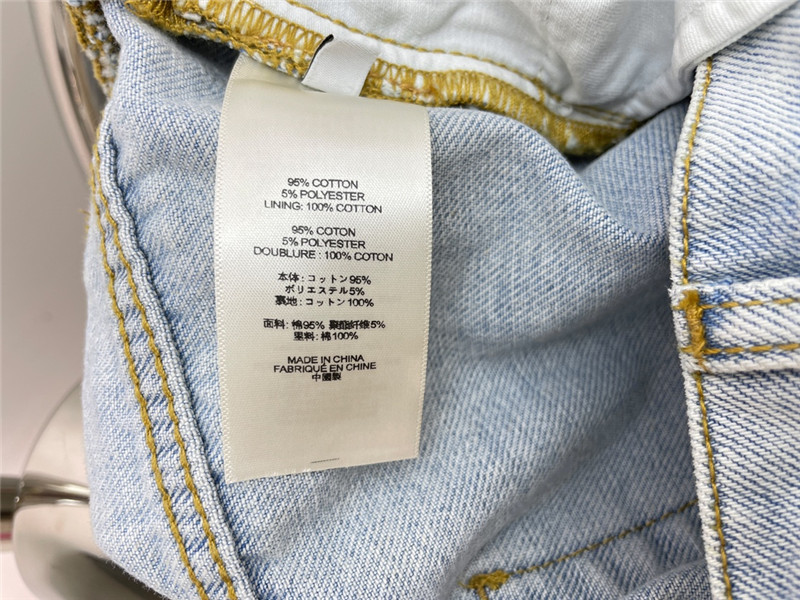 95% COTTON
5% POLYESTER
LINING: 100% COTTON
95% COTON
5% POLYESTER
DOUBLURE : 100% COTON
本体 : コットン95%
ポリエステル5%
裏地 : コットン100%
面料: 棉95% 聚酯纤维5%
里料: 棉100%
MADE IN CHINA
FABRIQUÉ EN CHINE
中國製